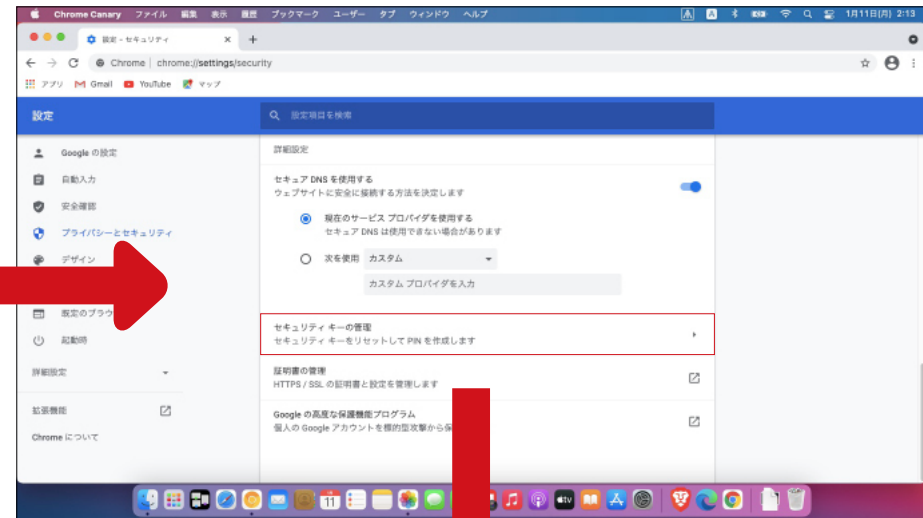 Chrome Canary ファイル 編集 表示 履歴 ブックマーク ユーザー タブ ウィンドウ ヘルプ 1月11日(月) 2:13
設定 - セキュリティ
Chrome | chrome://settings/security
アプリ Gmail YouTube マップ
設定 設定項目を検索
Google の設定
自動入力
安全確認
プライバシーとセキュリティ
デザイン
既定のブラウ
起動時
詳細設定
拡張機能
Chrome について
詳細設定
セキュア DNS を使用する
ウェブサイトに安全に接続する方法を決定します
現在のサービス プロバイダを使用する
セキュア DNS は使用できない場合があります
次を使用 カスタム
カスタム プロバイダを入力
セキュリティ キーの管理
セキュリティ キーをリセットして PIN を作成します
証明書の管理
HTTPS / SSL の証明書と設定を管理します
Google の高度な保護機能プログラム
個人の Google アカウントを標的型攻撃から保
11
tv